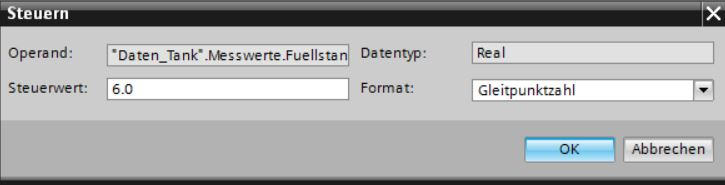 Steuern
Operand: "Daten_Tank".Messwerte.Fuellstan Datentyp: Real
Steuerwert: 6.0 Format: Gleitpunktzahl
OK Abbrechen